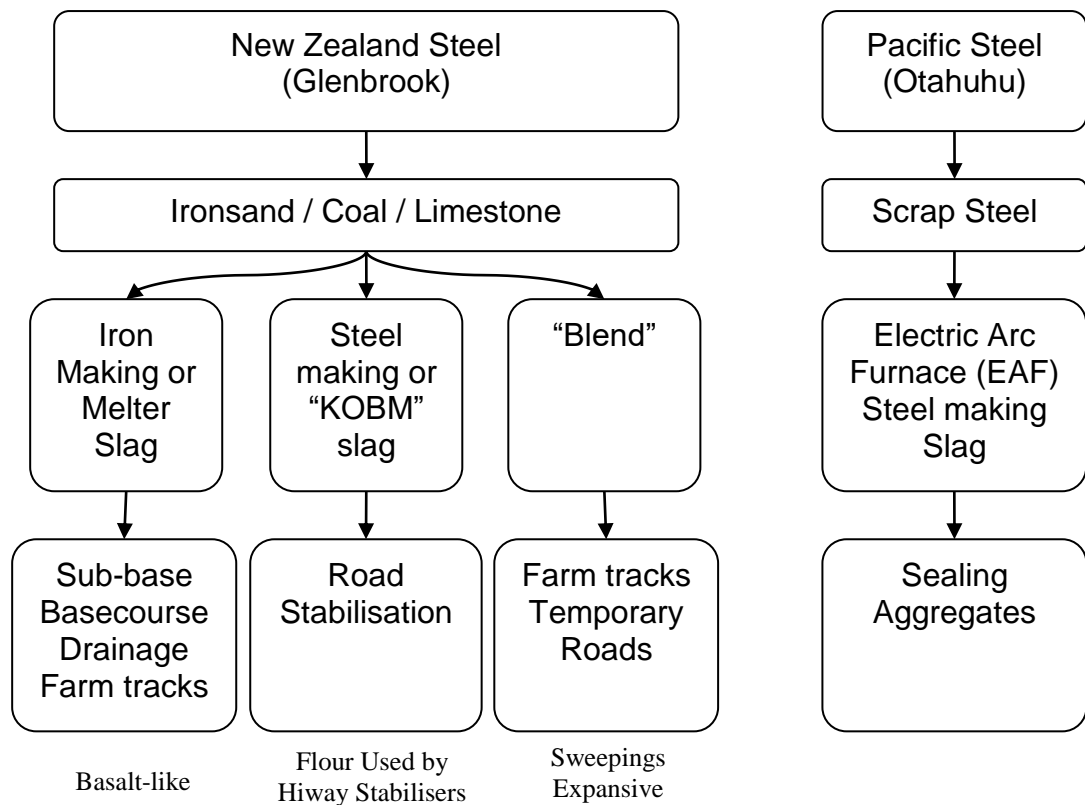 New Zealand Steel
(Glenbrook)
Pacific Steel
(Otahuhu)
Ironsand / Coal / Limestone
Scrap Steel
Iron
Making or
Melter
Slag
Steel
making or
“KOBM”
slag
“Blend”
Electric Arc
Furnace (EAF)
Steel making
Slag
Sub-base
Basecourse
Drainage
Farm tracks
Road
Stabilisation
Farm tracks
Temporary
Roads
Sealing
Aggregates
Basalt-like
Flour Used by
Hiway Stabilisers
Sweepings
Expansive